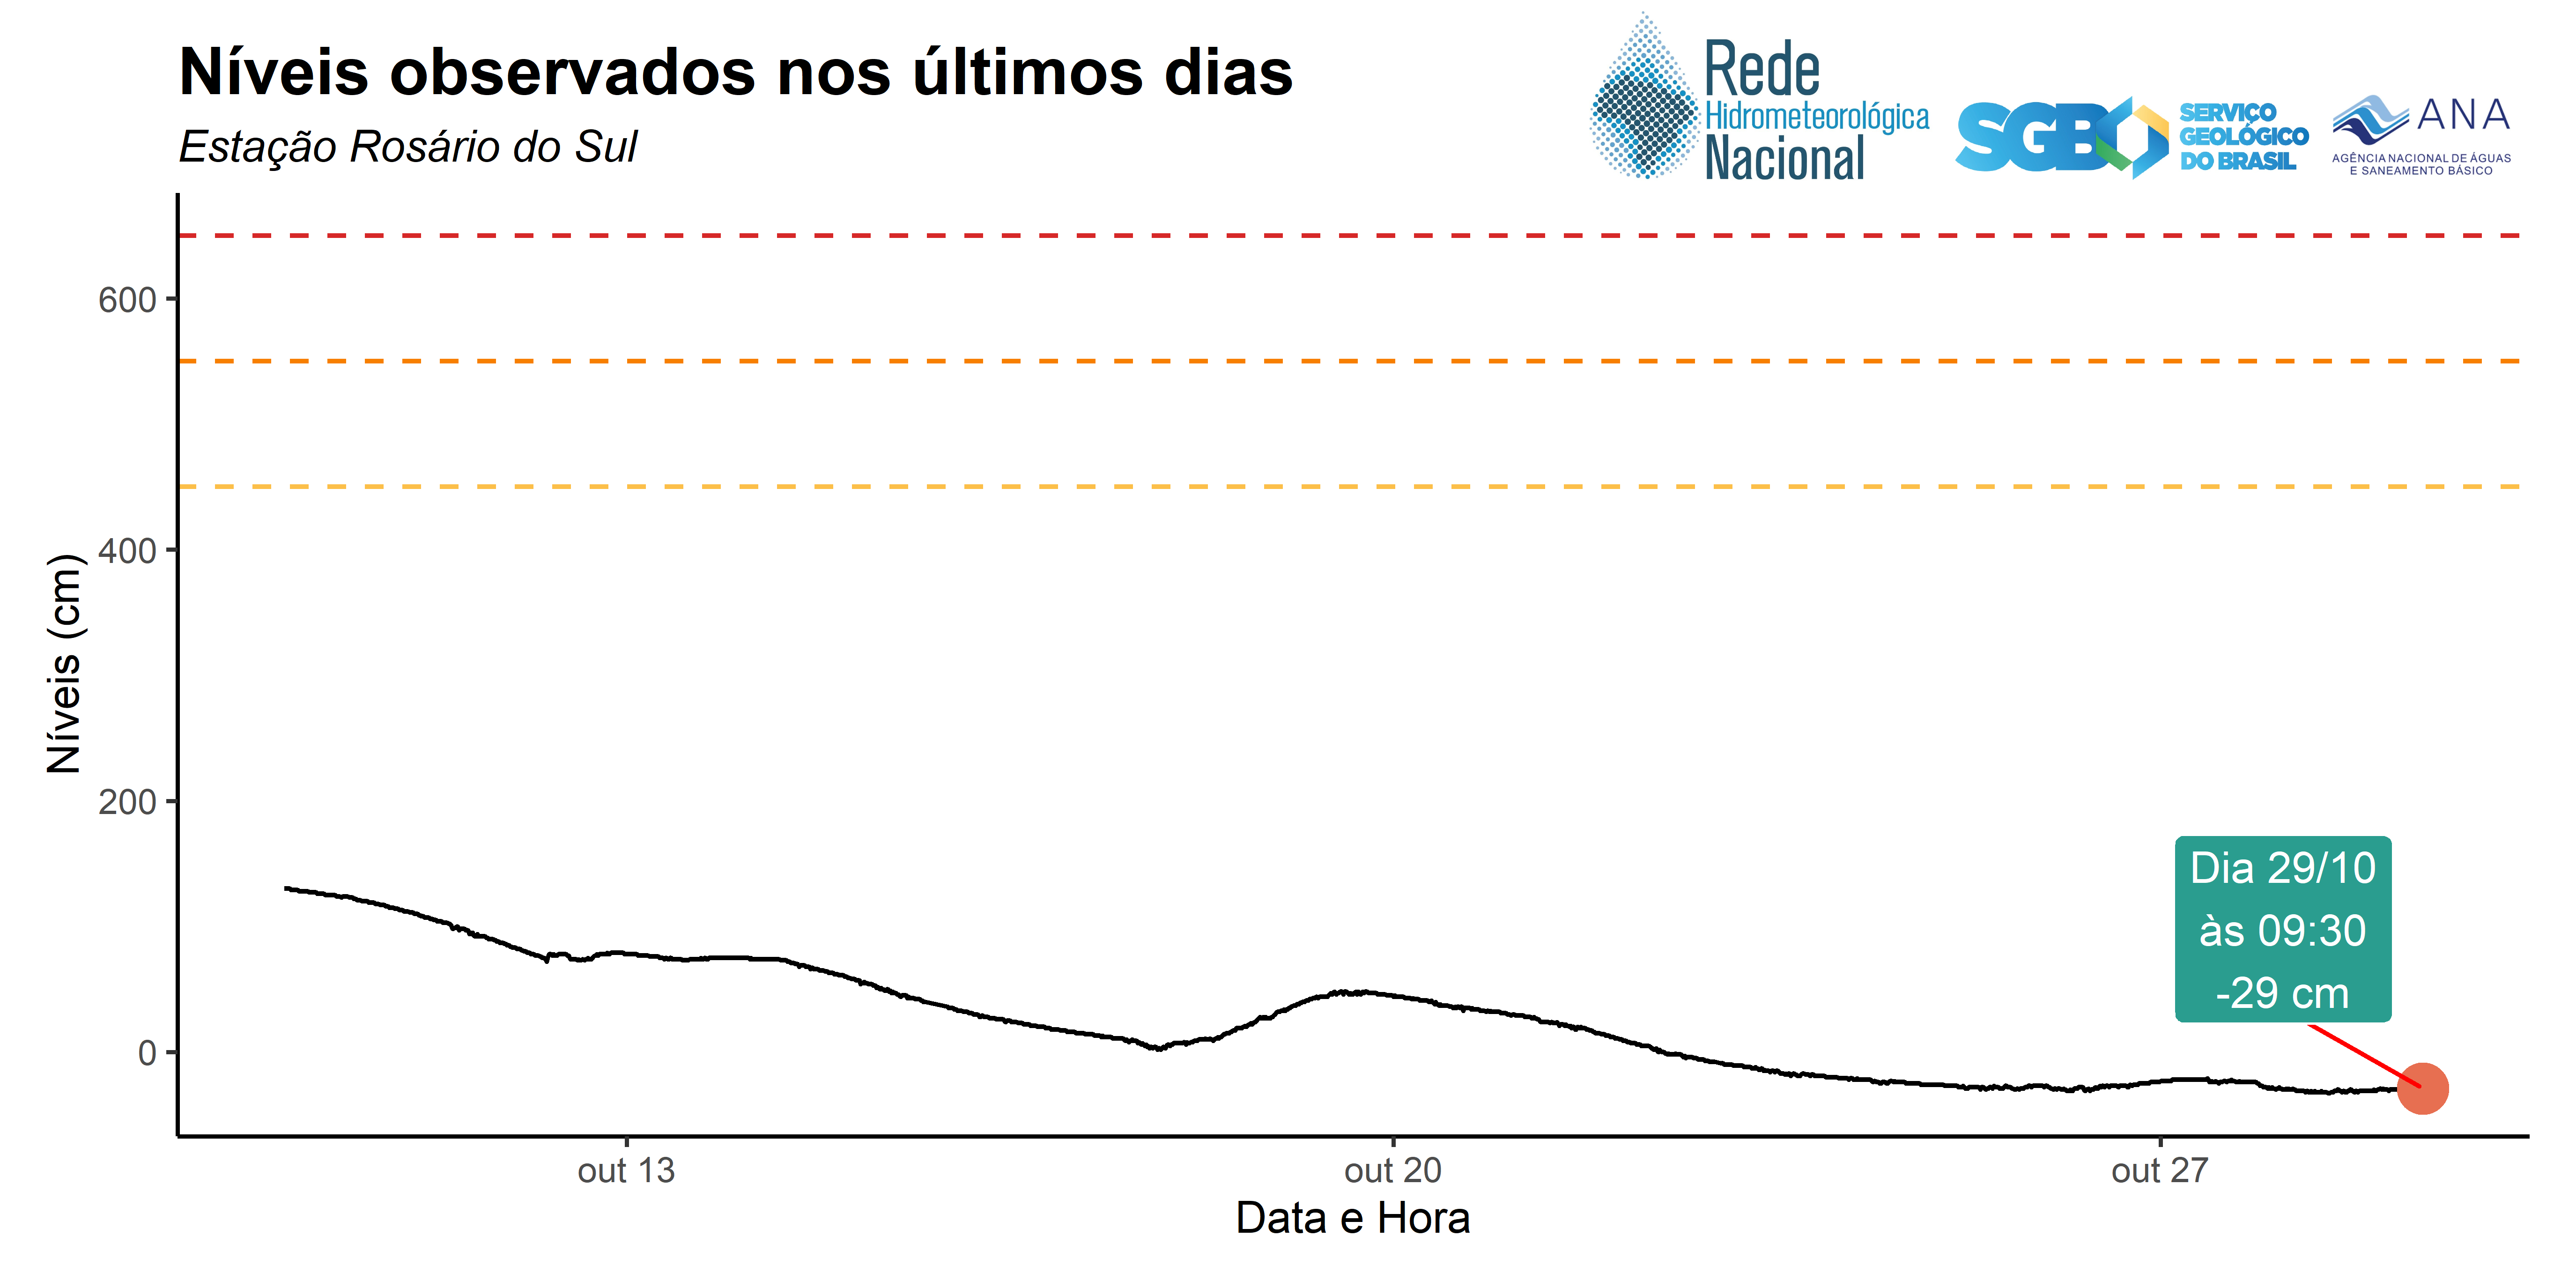 Níveis observados nos últimos dias
Estação Rosário do Sul
Rede
Hidrometeorológica
Nacional
SGB
SERVIÇO
GEOLÓGICO
DO BRASIL
ANA
AGÊNCIA NACIONAL DE ÁGUAS
E SANEAMENTO BÁSICO
Níveis (cm)
600
400
200
0
Dia 29/10
às 09:30
-29 cm
out 13
out 20
out 27
Data e Hora